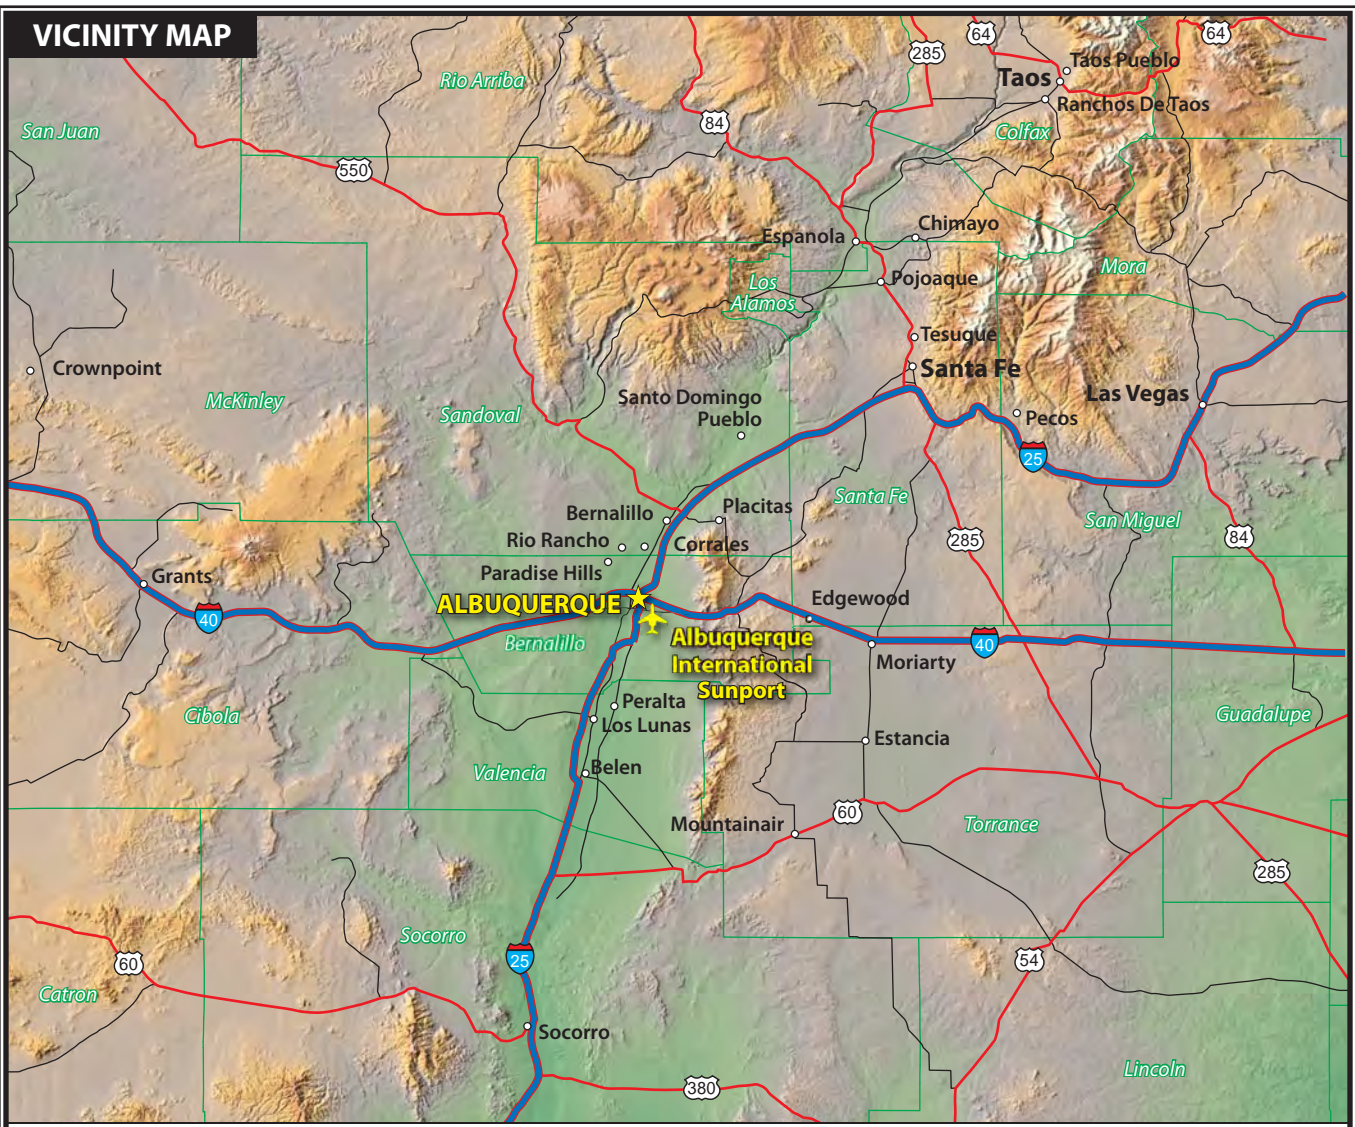 VICINITY MAP
64
285
64
Taos Pueblo
Taos
Rio Arriba
Ranchos De Taos
84
San Juan
Colfax
550
Chimayo
Espanola
Mora
Pojoaque
Los
Alamos
Tesuque
Crownpoint
Santa Fe
McKinley
Santo Domingo
Pueblo
Las Vegas
Sandoval
Pecos
25
Santa Fe
Bernalillo
Placitas
San Miguel
Rio Rancho
Corrales
285
84
Paradise Hills
Grants
ALBUQUERQUE
Edgewood
40
Bernalillo
Albuquerque
International
Sunport
40
Moriarty
Peralta
Los Lunas
Cibola
Guadalupe
Estancia
Valencia
Belen
Mountainair
60
Torrance
285
Socorro
60
25
54
Catron
Socorro
Lincoln
380